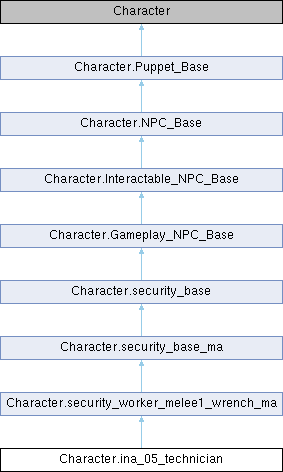 Character
Character.Puppet_Base
Character.NPC_Base
Character.Interactable_NPC_Base
Character.Gameplay_NPC_Base
Character.security_base
Character.security_base_ma
Character.security_worker_melee1_wrench_ma
Character.ina_05_technician